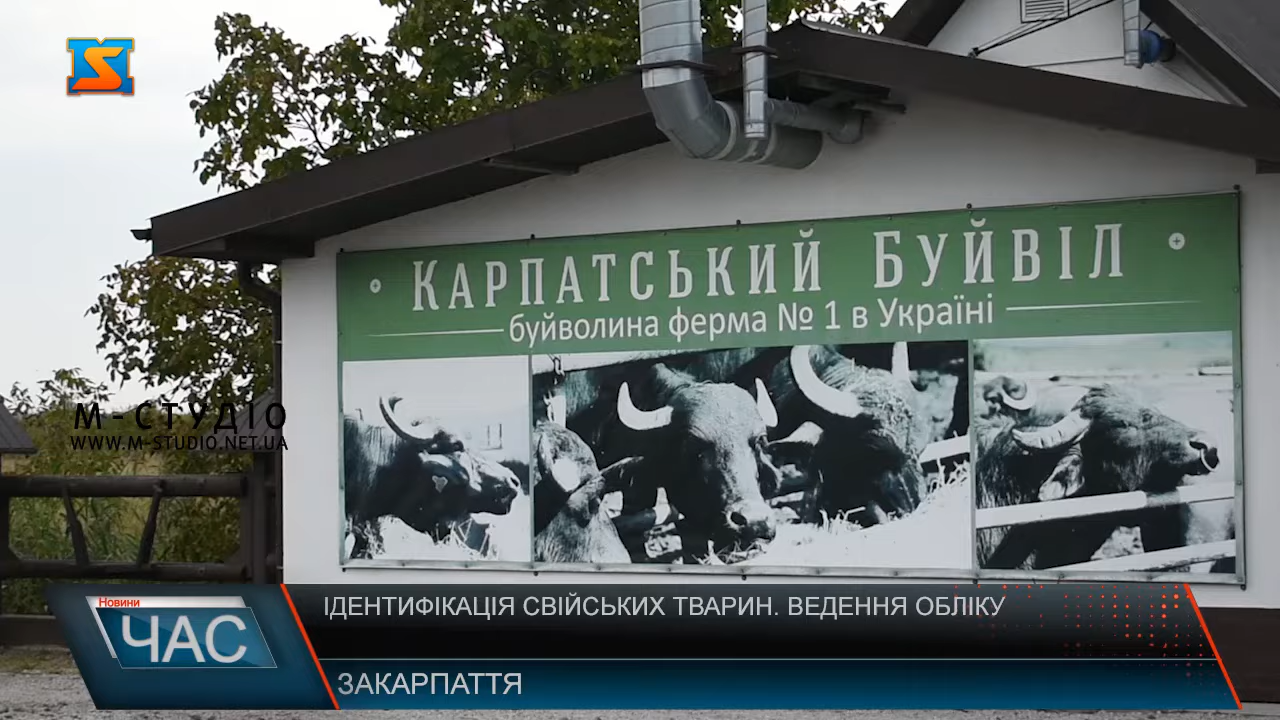 КАРПАТСЬКИЙ БУЙВІЛ
буйволина ферма № 1 в Україні
М-СТУДІО
WWW.M-STUDIO.NET.UA
Новини
ЧАС
ІДЕНТИФІКАЦІЯ СВІЙСЬКИХ ТВАРИН. ВЕДЕННЯ ОБЛІКУ
ЗАКАРПАТТЯ